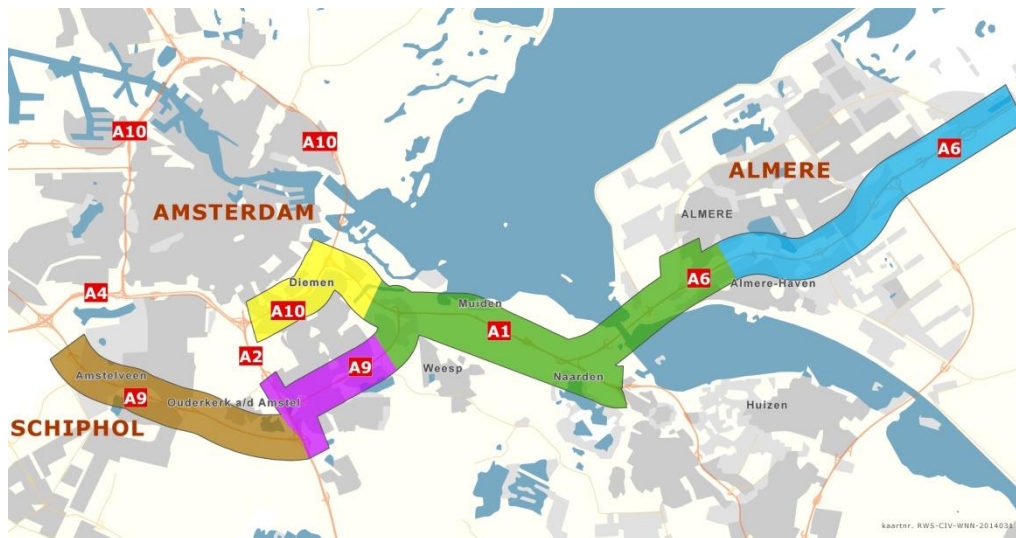 A10
A10
A6
ALMERE
AMSTERDAM
ALMERE
Diemen
A6
Almere-Haven
A4
A10
Muiden
A1
A2
A9
Weesp
Amstelveen
Naarden
A9
Ouderkerk a/d Amstel
Huizen
SCHIPHOL
kaartnr. RWS-CIV-WNN-2014031